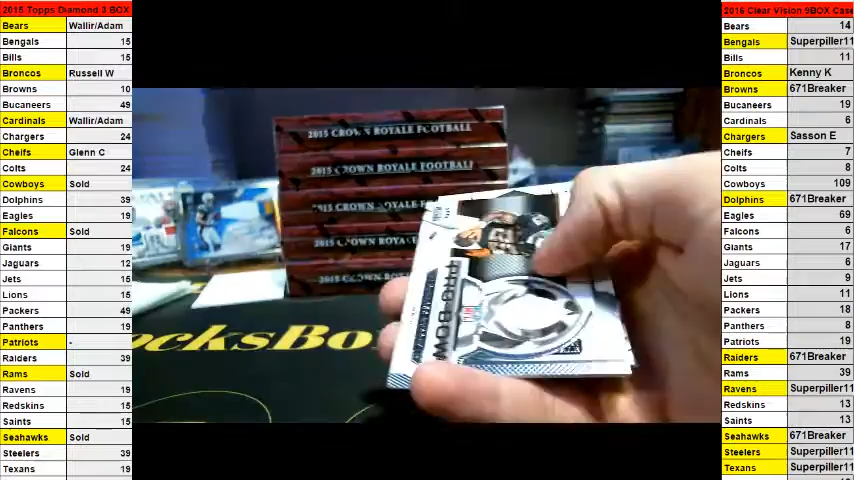 2015 Topps Diamond 3 BOX
Bears Wallir/Adam
Bengals 15
Bills 15
Broncos Russell W
Browns 10
Bucaneers 49
Cardinals Wallir/Adam
Chargers 24
Cheifs Glenn C
Colts 24
Cowboys Sold
Dolphins 39
Eagles 19
Falcons Sold
Giants 19
Jaguars 12
Jets 15
Lions 15
Packers 49
Panthers 19
Patriots -
Raiders 39
Rams Sold
Ravens 19
Redskins 15
Saints 15
Seahawks Sold
Steelers 39
Texans 19
2015 CROWN ROYALE FOOTBALL
2015 CROWN ROYALE FOOTBALL
2015 CROWN ROYALE
2015 CROWN ROYALE
2015 CROWN ROYALE
ocksBo
2016 Clear Vision 9BOX Case
Bears 14
Bengals Superpiller11
Bills 11
Broncos Kenny K
Browns 671Breaker
Bucaneers 19
Cardinals 6
Chargers Sasson E
Cheifs 7
Colts 8
Cowboys 109
Dolphins 671Breaker
Eagles 69
Falcons 6
Giants 17
Jaguars 6
Jets 9
Lions 11
Packers 18
Panthers 8
Patriots 19
Raiders 671Breaker
Rams 39
Ravens Superpiller11
Redskins 13
Saints 13
Seahawks 671Breaker
Steelers Superpiller11
Texans Superpiller11